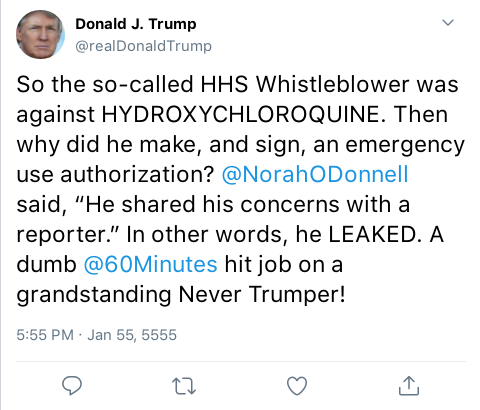 Donald J. Trump
@realDonaldTrump
So the so-called HHS Whistleblower was
against HYDROXYCHLOROQUINE. Then
why did he make, and sign, an emergency
use authorization? @NorahODonnell
said, “He shared his concerns with a
reporter.” In other words, he LEAKED. A
dumb @60Minutes hit job on a
grandstanding Never Trumper!
5:55 PM · Jan 55, 5555